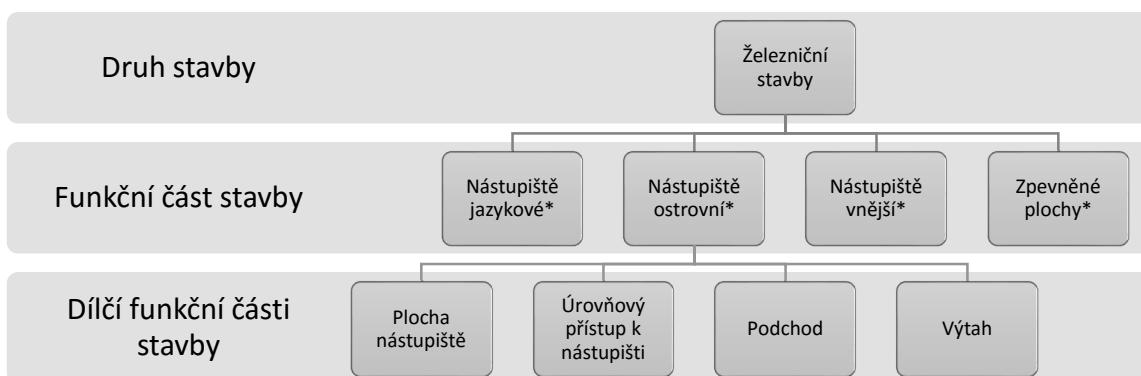 Druh stavby
Železniční
stavby
Funkční část stavby
Nástupiště
jazykové*
Nástupiště
ostrovní*
Nástupiště
vnější*
Zpevněné
plochy*
Dílčí funkční části
stavby
Plocha
nástupiště
Úrovňový
přístup k
nástupišti
Podchod
Výtah